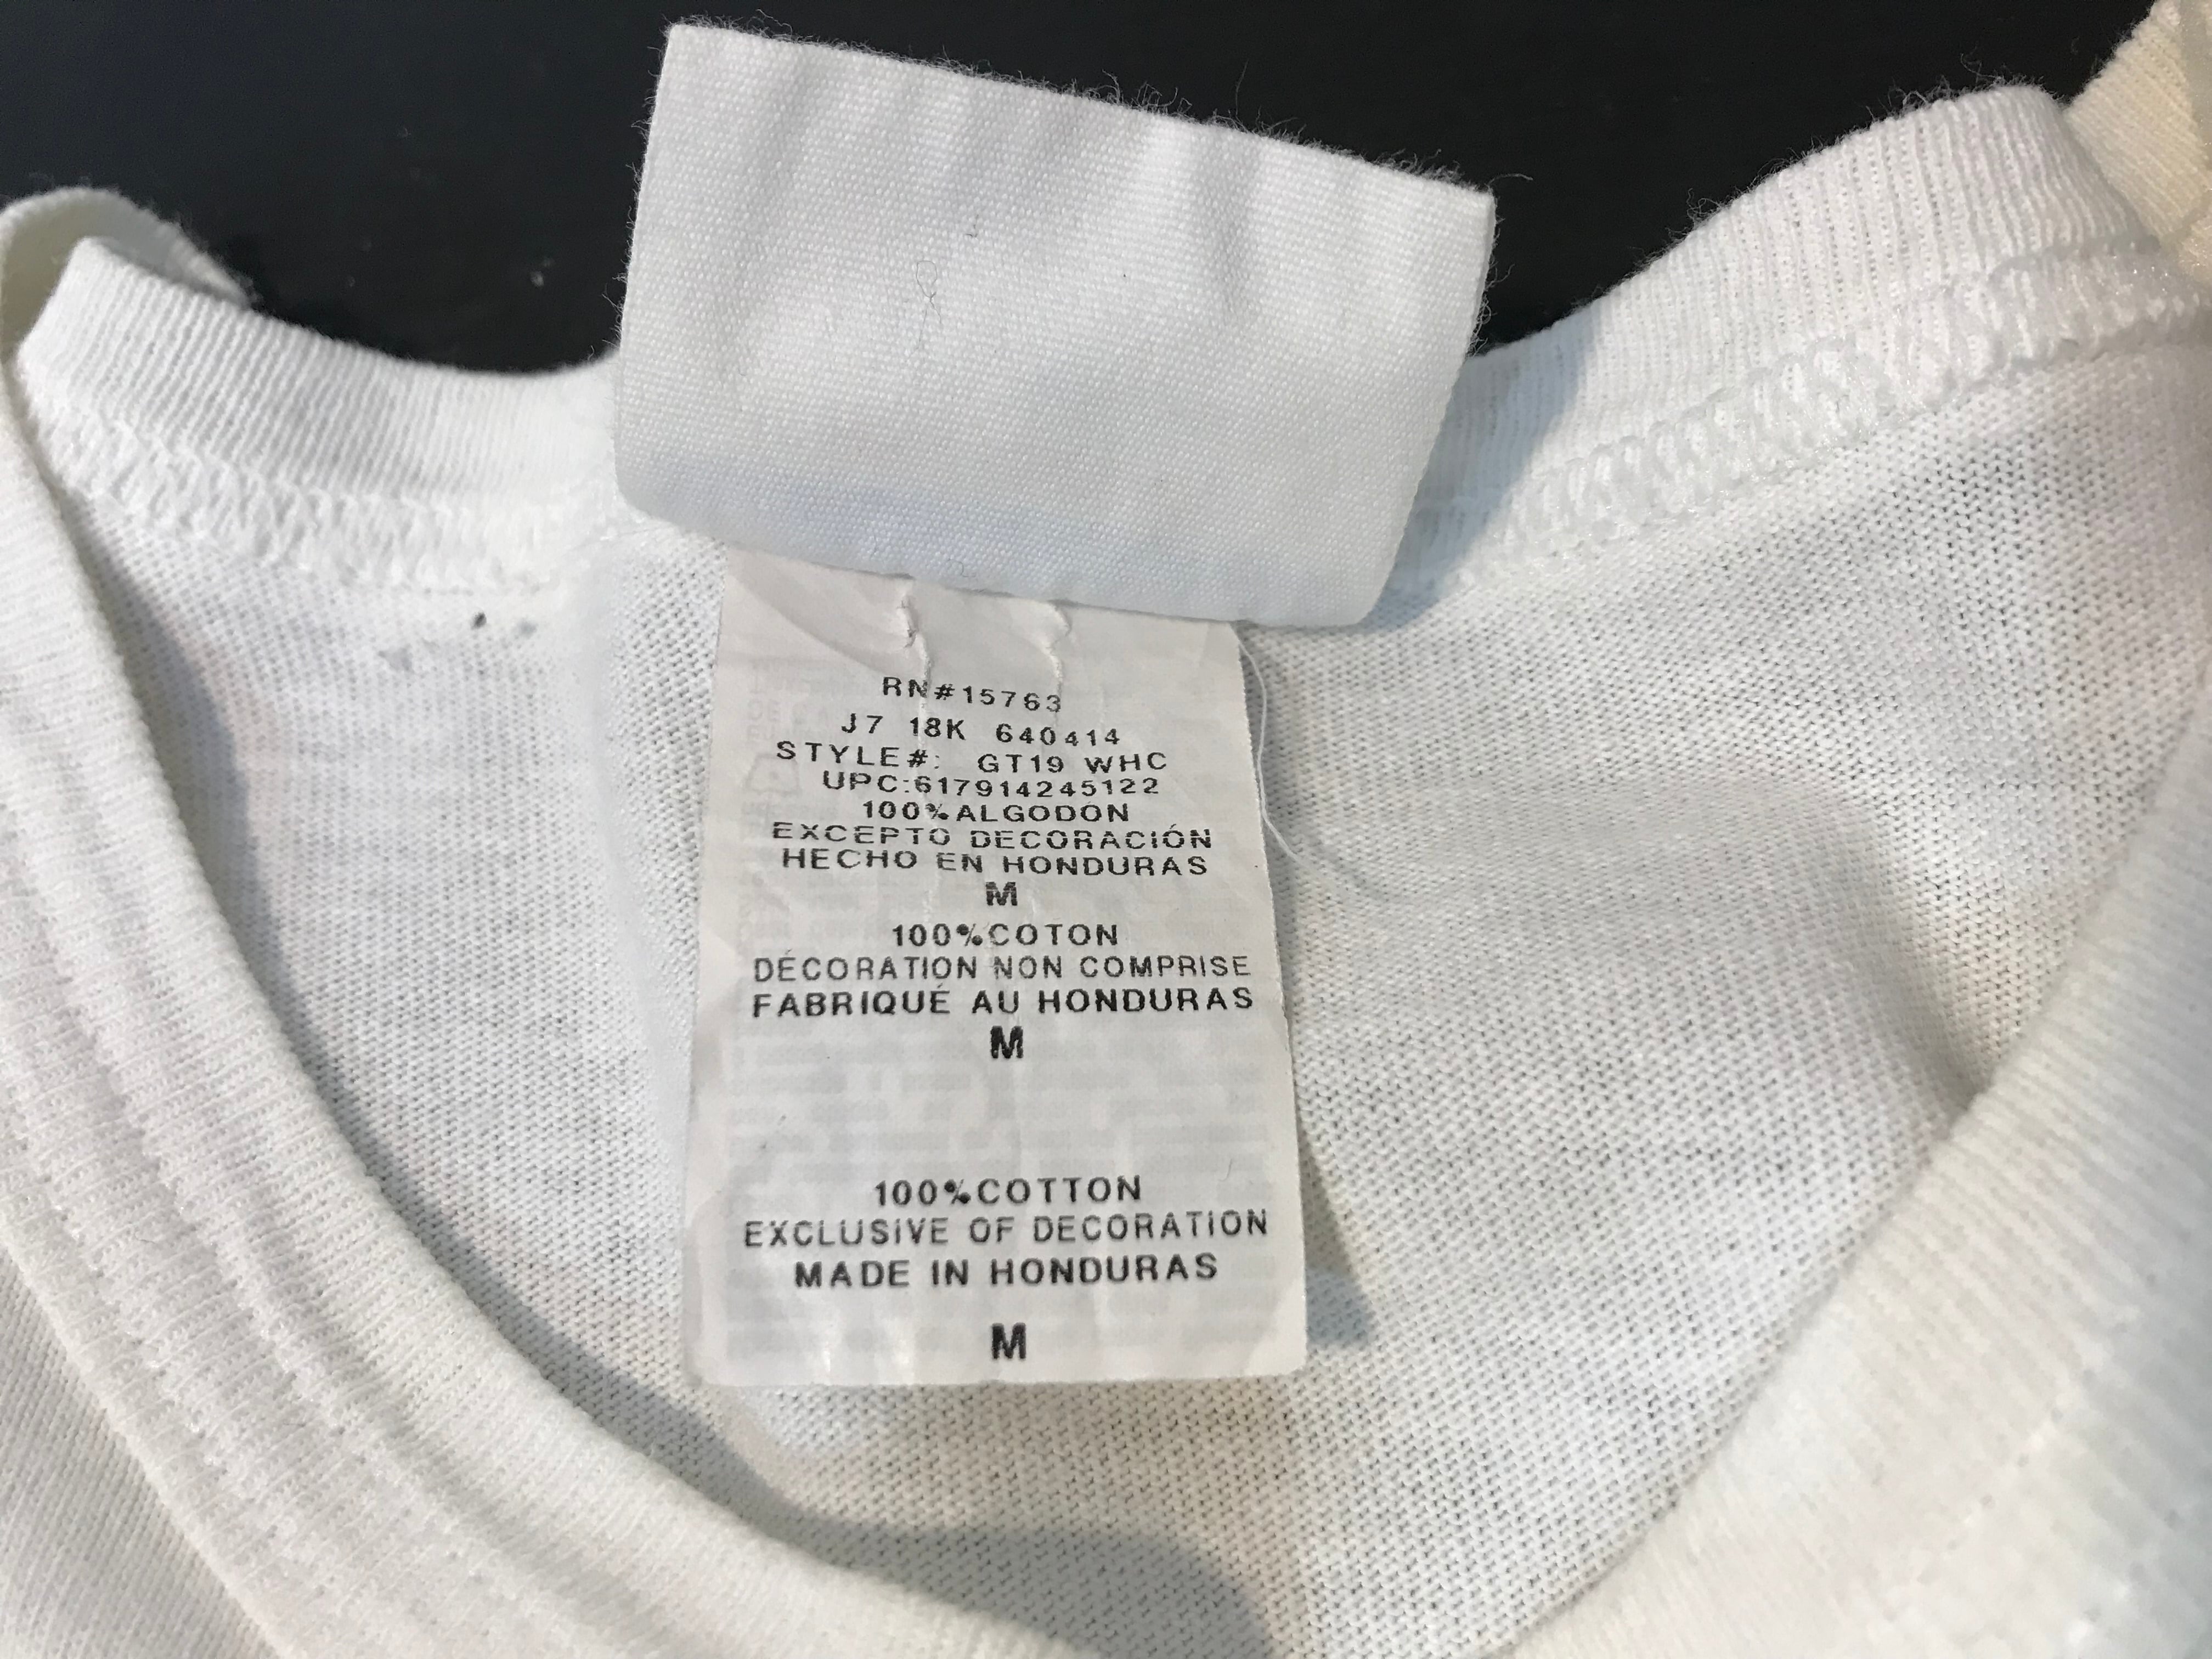 RN#15763
J7 18K 640414
STYLE#: GT19 WHC
UPC:617914245122
100%ALGODÓN
EXCEPTO DECORACIÓN
HECHO EN HONDURAS
M
100%COTON
DÉCORATION NON COMPRISE
FABRIQUÉ AU HONDURAS
M
100%COTTON
EXCLUSIVE OF DECORATION
MADE IN HONDURAS
M